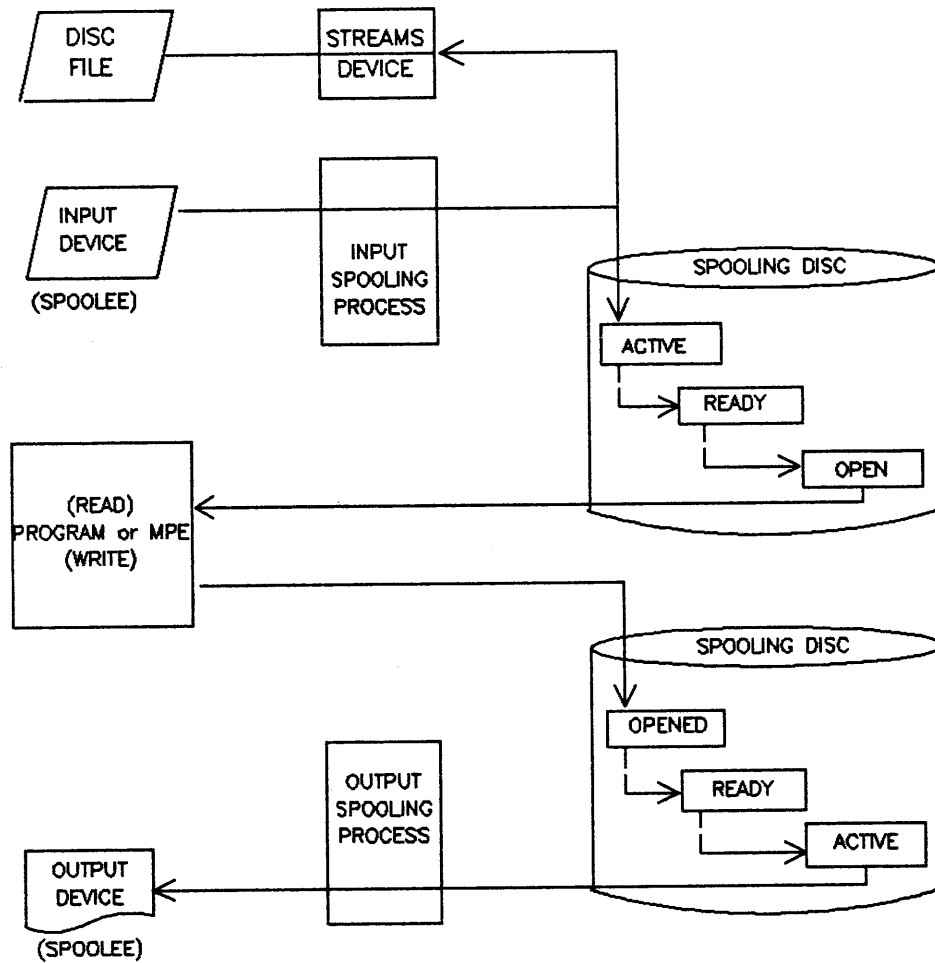 DISC
FILE
STREAMS
DEVICE
INPUT
DEVICE
(SPOOLEE)
INPUT
SPOOLING
PROCESS
SPOOLING DISC
ACTIVE
READY
OPEN
(READ)
PROGRAM or MPE
(WRITE)
SPOOLING DISC
OPENED
READY
ACTIVE
OUTPUT
SPOOLING
PROCESS
OUTPUT
DEVICE
(SPOOLEE)